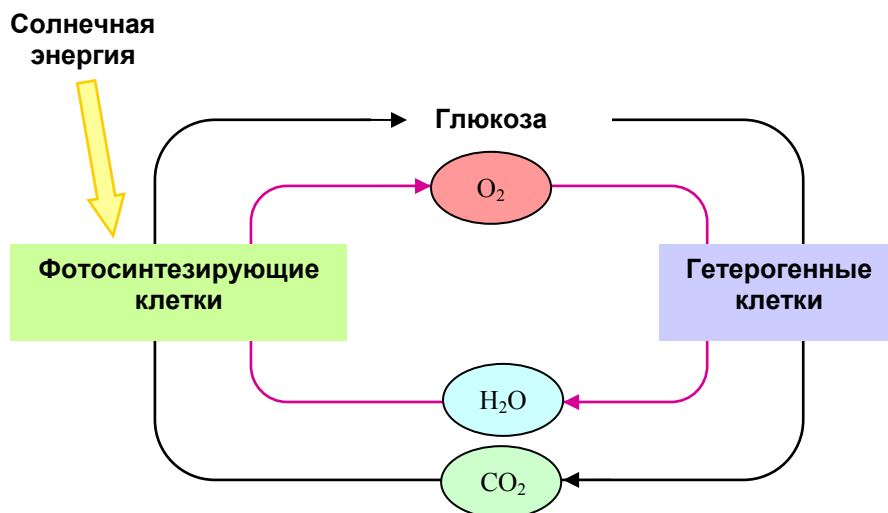 Солнечная
энергия
Глюкоза
O₂
Фотосинтезирующие
клетки
Гетерогенные
клетки
H₂O
CO₂